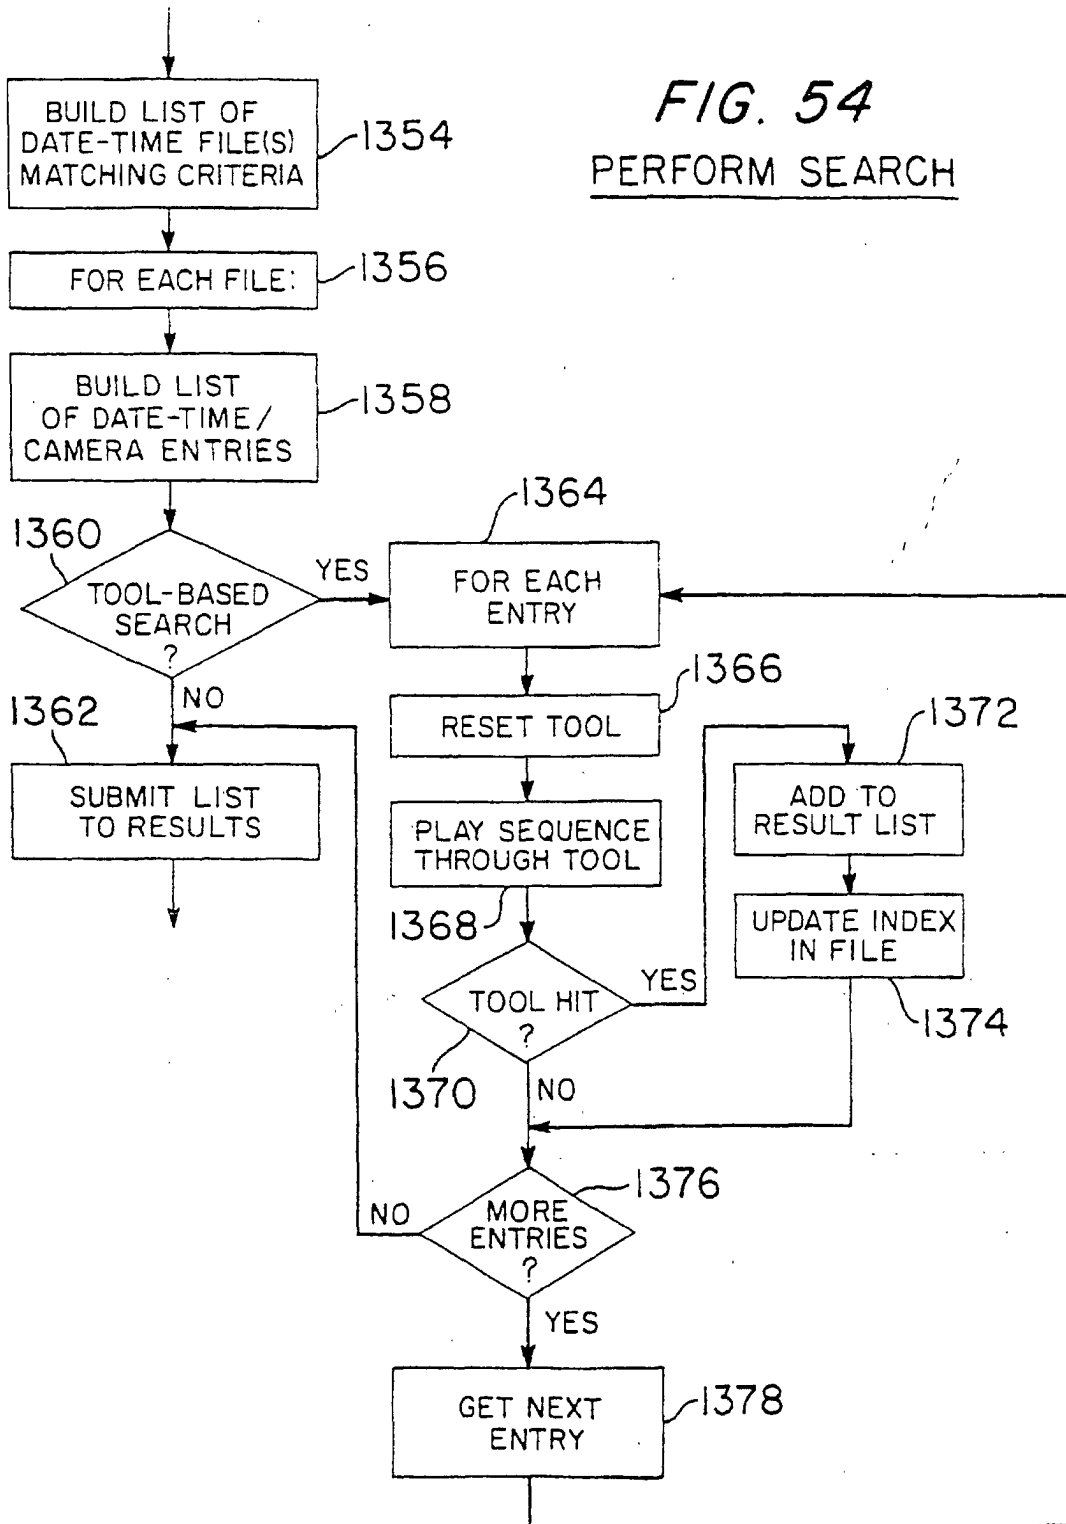 FIG. 54
PERFORM SEARCH
BUILD LIST OF
DATE-TIME FILE(S)
MATCHING CRITERIA
1354
FOR EACH FILE:
1356
BUILD LIST
OF DATE-TIME/
CAMERA ENTRIES
1358
1360
TOOL-BASED
SEARCH
?
YES
NO
1362
SUBMIT LIST
TO RESULTS
1364
FOR EACH
ENTRY
1366
RESET TOOL
PLAY SEQUENCE
THROUGH TOOL
1368
TOOL HIT
?
1370
YES
NO
1372
ADD TO
RESULT LIST
UPDATE INDEX
IN FILE
1374
1376
MORE
ENTRIES
?
NO
YES
GET NEXT
ENTRY
1378